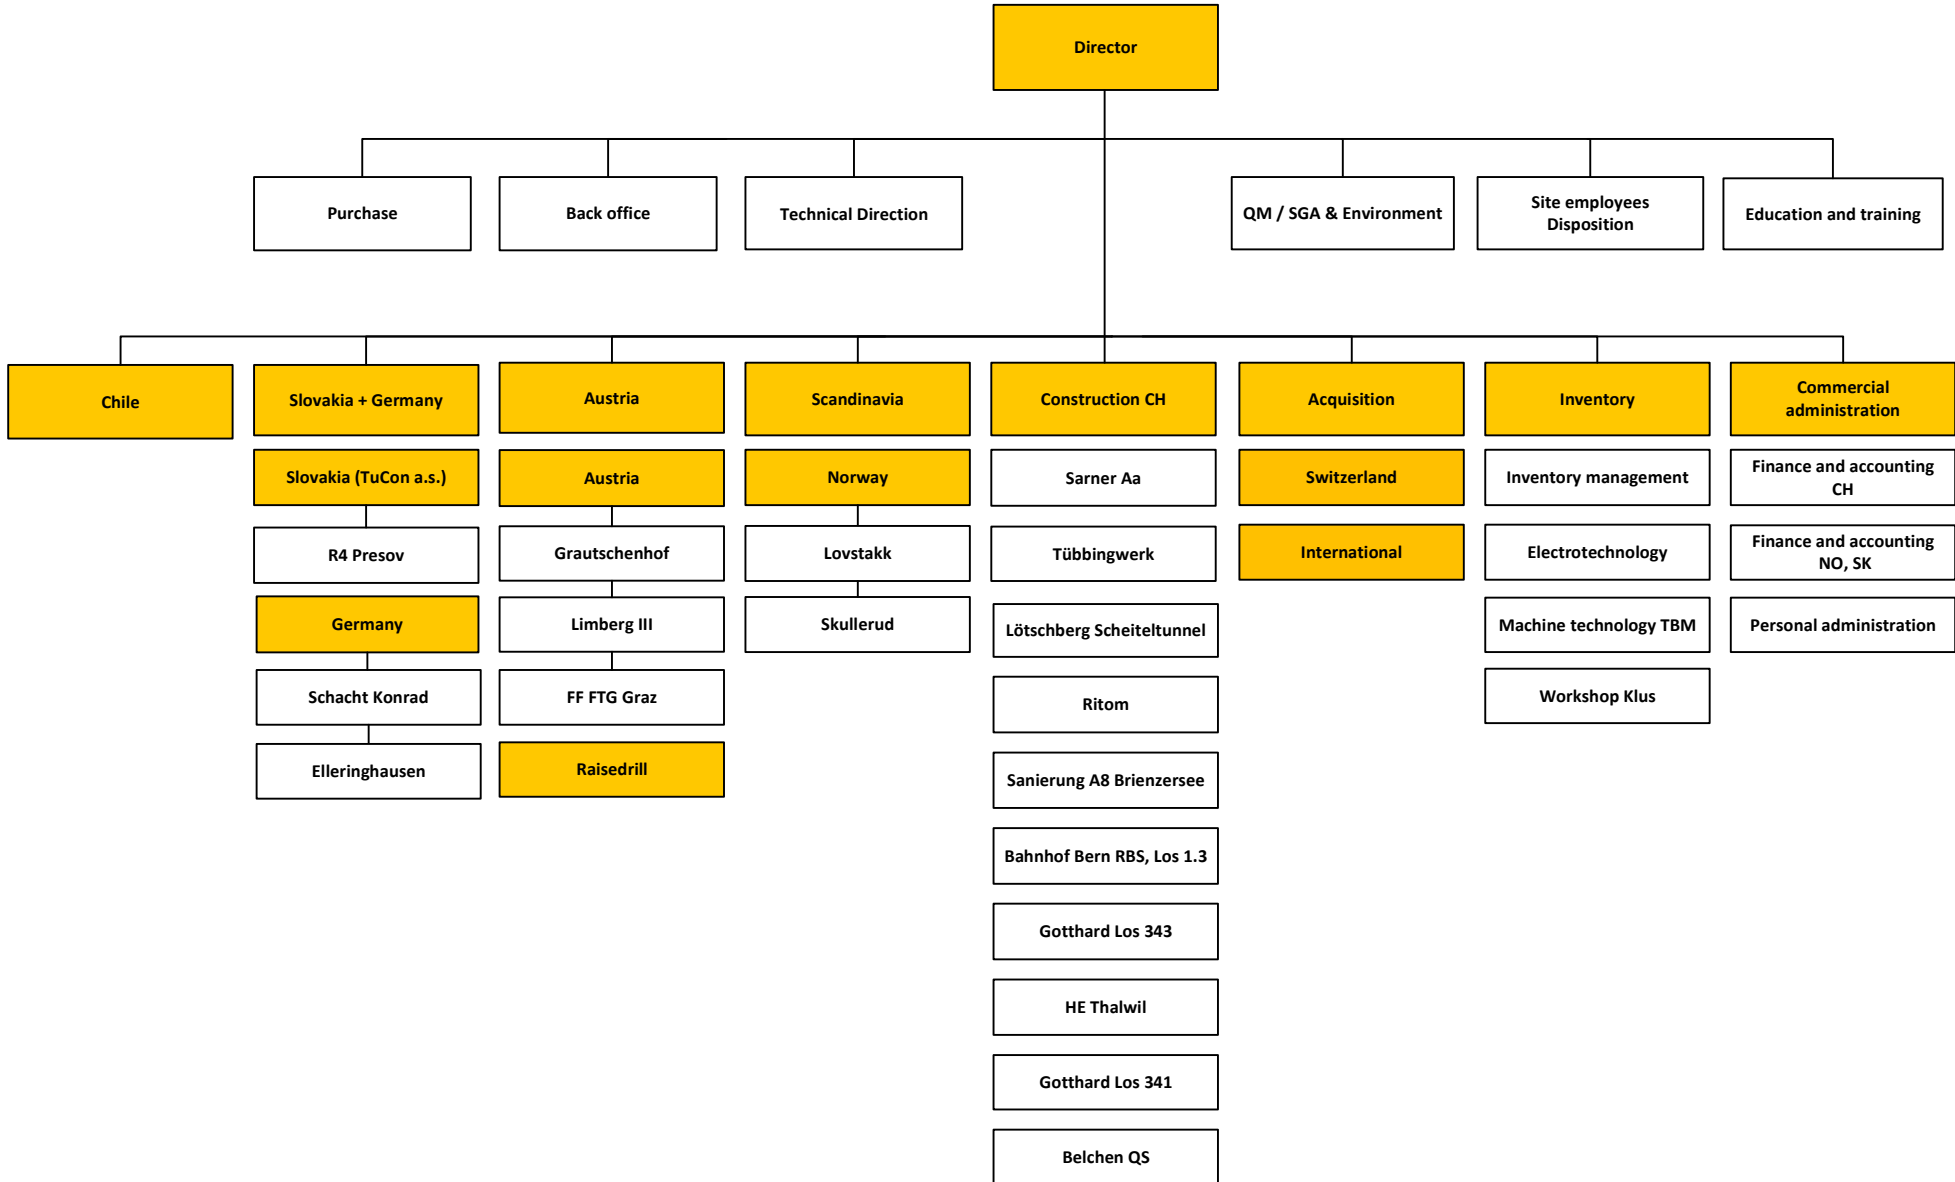 Director
Purchase
Back office
Technical Direction
QM / SGA & Environment
Site employees
Disposition
Education and training
Chile
Slovakia + Germany
Austria
Scandinavia
Construction CH
Acquisition
Inventory
Commercial
administration
Slovakia (TuCon a.s.)
R4 Presov
Germany
Schacht Konrad
Elleringhausen
Austria
Grautschenhof
Limberg III
FF FTG Graz
Raisedrill
Norway
Lovstakk
Skullerud
Sarner Aa
Tübbingwerk
Lötschberg Scheiteltunnel
Ritom
Sanierung A8 Brienzersee
Bahnhof Bern RBS, Los 1.3
Gotthard Los 343
HE Thalwil
Gotthard Los 341
Belchen QS
Switzerland
International
Inventory management
Electrotechnology
Machine technology TBM
Workshop Klus
Finance and accounting
CH
Finance and accounting
NO, SK
Personal administration